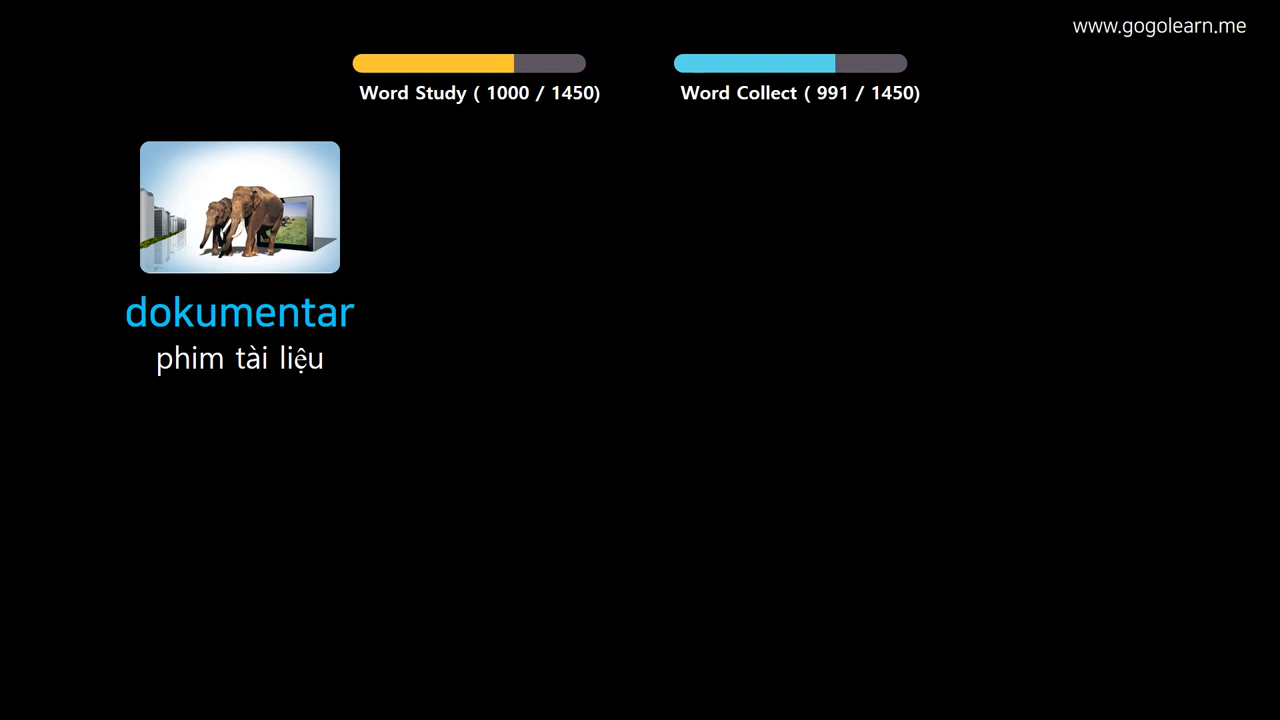 www.gogolearn.me
Word Study ( 1000 / 1450)
Word Collect ( 991 / 1450)
dokumentar
phim tài liệu